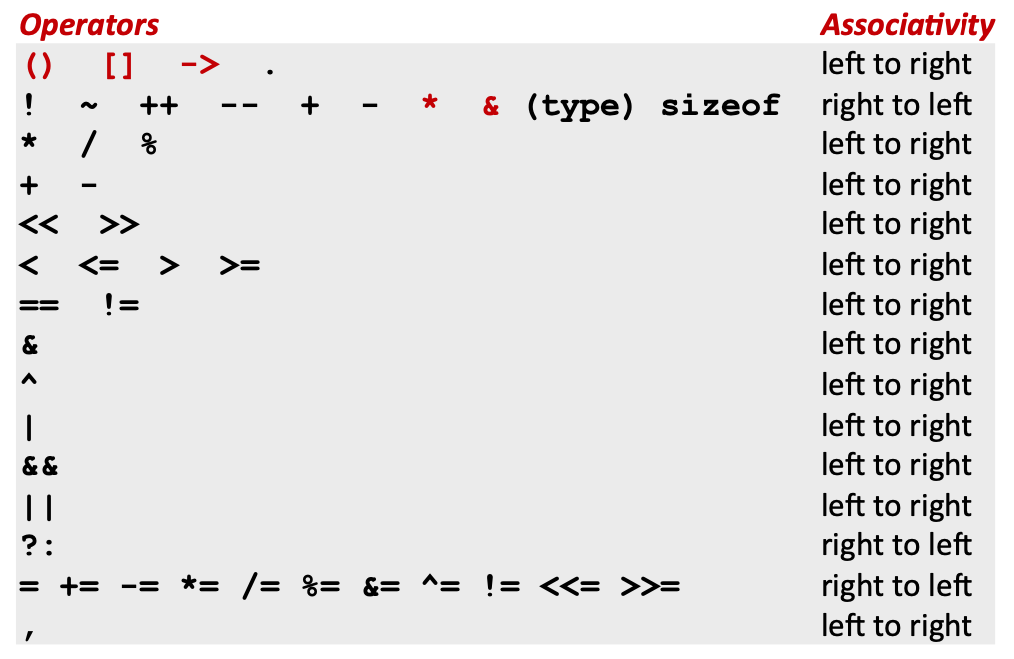 Operators Associativity
() [] -> . left to right
! ~ ++ -- + - * & (type) sizeof right to left
* / % left to right
+ - left to right
<< >> left to right
< <= > >= left to right
== != left to right
& left to right
^ left to right
| left to right
&& left to right
|| left to right
?: right to left
= += -= *= /= %= &= ^= != <<= >>= right to left
, left to right